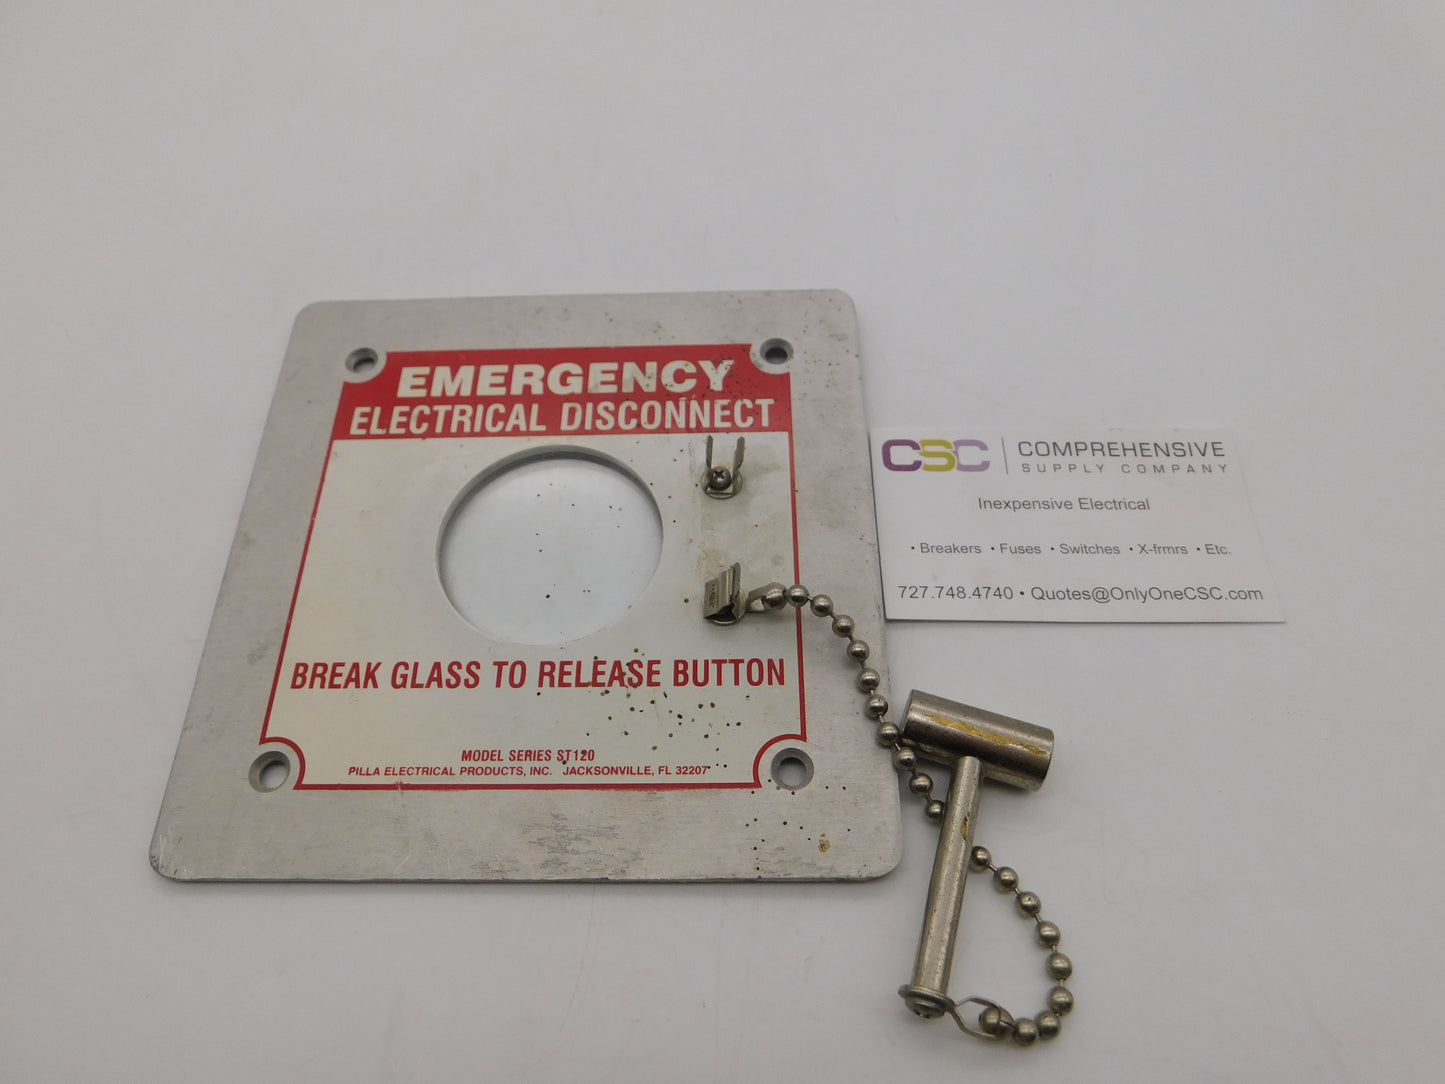 EMERGENCY
ELECTRICAL DISCONNECT
BREAK GLASS TO RELEASE BUTTON
MODEL SERIES ST120
PILLA ELECTRICAL PRODUCTS, INC. JACKSONVILLE, FL 32207
CSC COMPREHENSIVE
SUPPLY COMPANY
Inexpensive Electrical
• Breakers • Fuses • Switches • X-frmrs • Etc.
727.748.4740 • Quotes@OnlyOneCSC.com